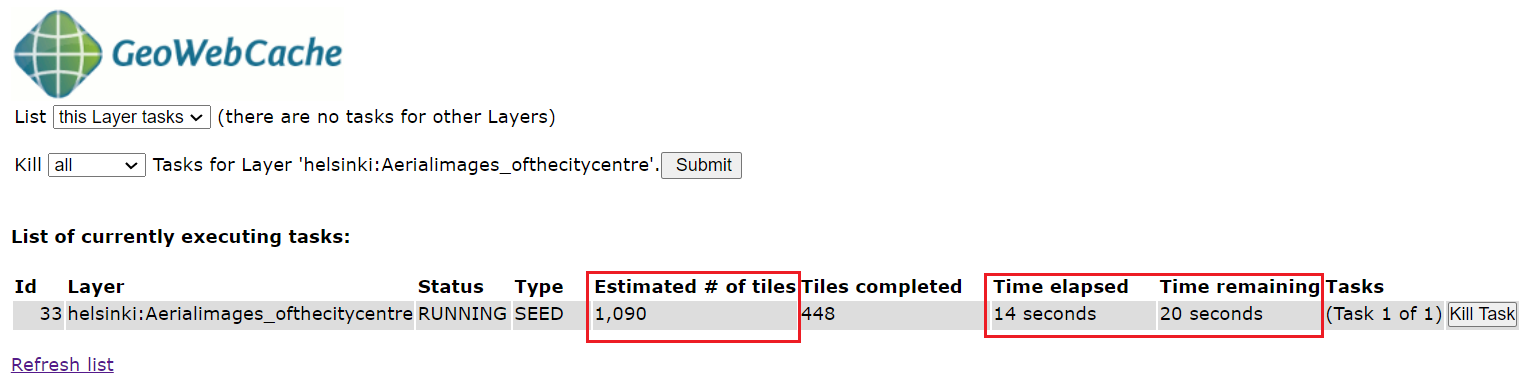 GeoWebCache
List this Layer tasks (there are no tasks for other Layers)
Kill all Tasks for Layer 'helsinki:Aerialimages_ofthecitycentre'. Submit
List of currently executing tasks:
Id Layer Status Type Estimated # of tiles Tiles completed Time elapsed Time remaining Tasks
33 helsinki:Aerialimages_ofthecitycentre RUNNING SEED 1,090 448 14 seconds 20 seconds (Task 1 of 1) Kill Task
Refresh list